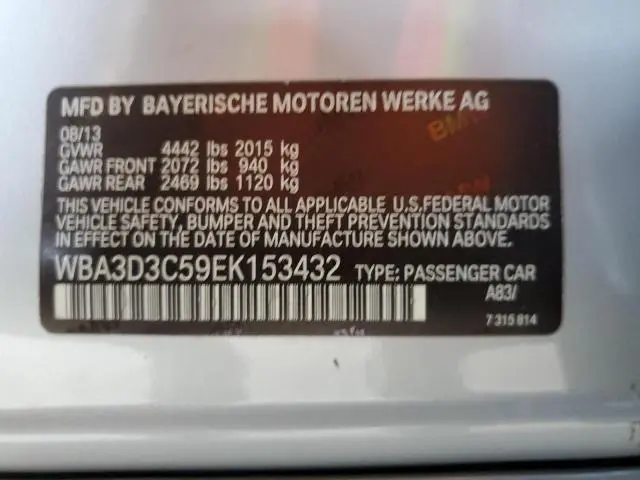 MFD BY BAYERISCHE MOTOREN WERKE AG
08/13
GVWR 4442 lbs 2015 kg
GAWR FRONT 2072 lbs 940 kg
GAWR REAR 2469 lbs 1120 kg
THIS VEHICLE CONFORMS TO ALL APPLICABLE U.S.FEDERAL MOTOR
VEHICLE SAFETY, BUMPER AND THEFT PREVENTION STANDARDS
IN EFFECT ON THE DATE OF MANUFACTURE SHOWN ABOVE.
WBA3D3C59EK153432 TYPE: PASSENGER CAR
A83/
7 315 814